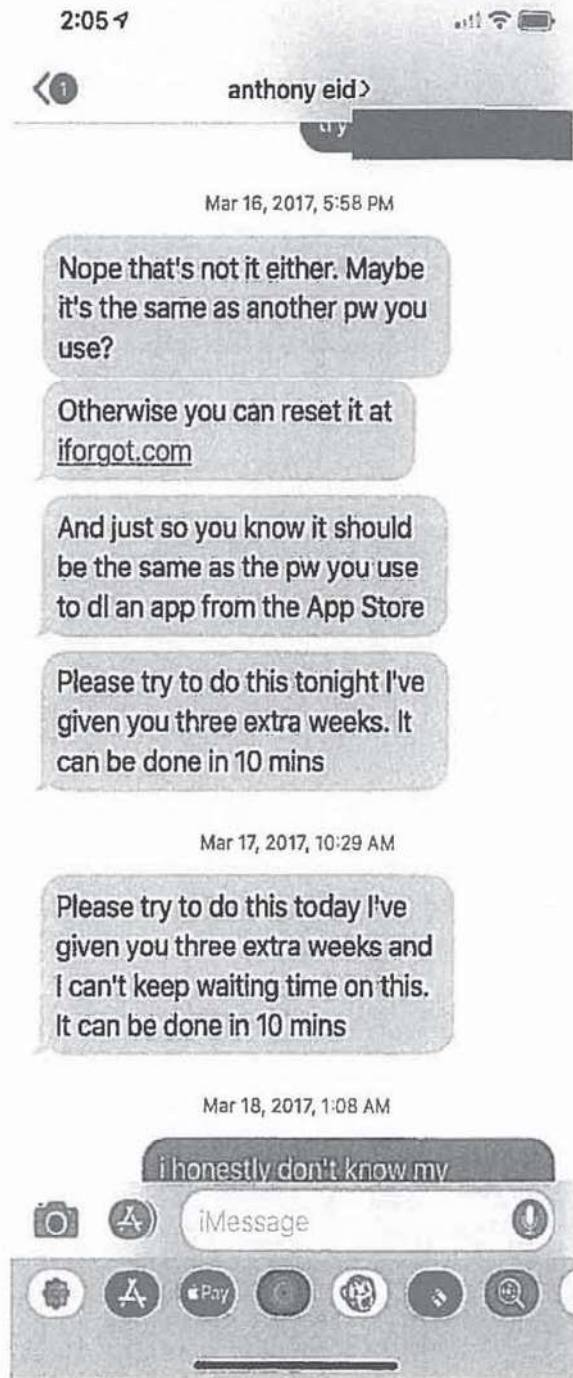 2:05
1
anthony eid >
try
Mar 16, 2017, 5:58 PM
Nope that's not it either. Maybe
it's the same as another pw you
use?
Otherwise you can reset it at
iforgot.com
And just so you know it should
be the same as the pw you use
to dl an app from the App Store
Please try to do this tonight I've
given you three extra weeks. It
can be done in 10 mins
Mar 17, 2017, 10:29 AM
Please try to do this today I've
given you three extra weeks and
I can't keep waiting time on this.
It can be done in 10 mins
Mar 18, 2017, 1:08 AM
i honestly don't know my
iMessage
Pay